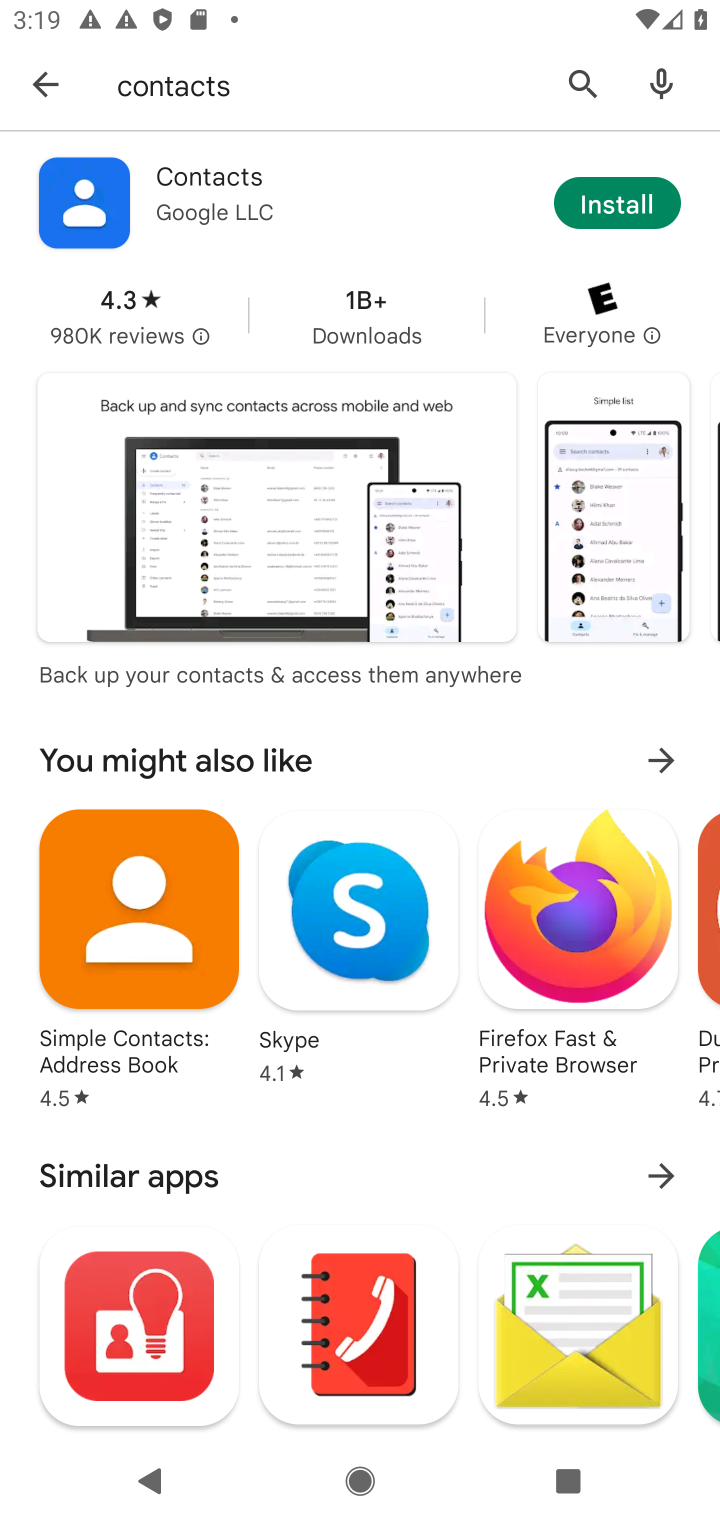 3:19
contacts
Contacts
Google LLC
Install
4.3★
980K reviews
1B+
Downloads
E
Everyone
Back up and sync contacts across mobile and web
Simple list
Back up your contacts & access them anywhere
You might also like
S
Simple Contacts:
Address Book
4.5★
Skype
4.1★
Firefox Fast &
Private Browser
4.5★
Du
Pr
4.7
Similar apps
X